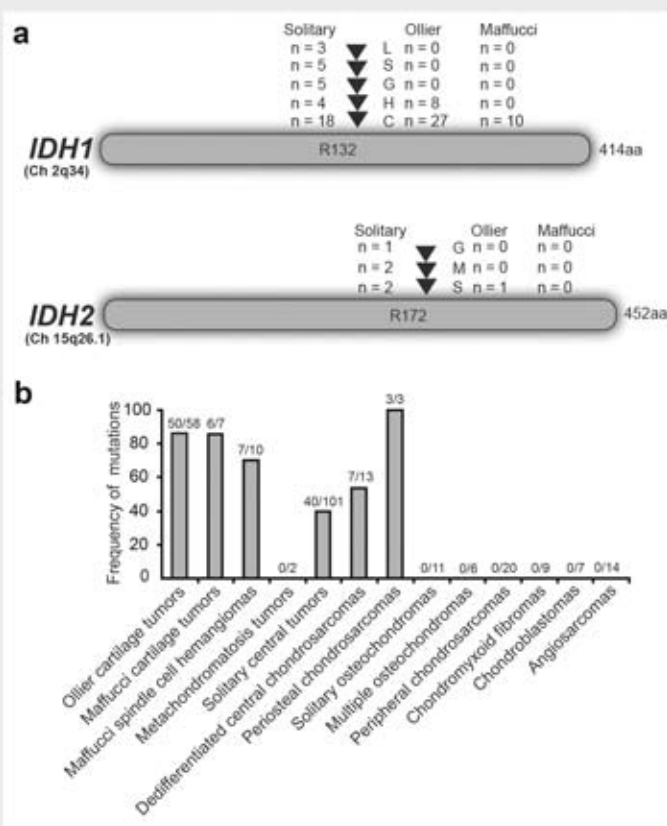 a
Solitary Ollier Maffucci
n = 3 L n = 0 n = 0
n = 5 S n = 0 n = 0
n = 5 G n = 0 n = 0
n = 4 H n = 8 n = 0
n = 18 C n = 27 n = 10
IDH1 R132 414aa
(Ch 2q34)
Solitary Ollier Maffucci
n = 1 G n = 0 n = 0
n = 2 M n = 0 n = 0
n = 2 S n = 1 n = 0
IDH2 R172 452aa
(Ch 15q26.1)
b
Frequency of mutations
100
80
60
40
20
0
50/58 6/7 7/10 0/2 40/101 7/13 3/3 0/11 0/6 0/20 0/9 0/7 0/14
Ollier cartilage tumors
Maffucci cartilage tumors
Maffucci spindle cell hemangiomas
Metachondromatosis tumors
Solitary central tumors
Dedifferentiated central chondrosarcomas
Periosteal chondrosarcomas
Solitary osteochondromas
Multiple osteochondromas
Peripheral chondrosarcomas
Chondromyxoid fibromas
Chondroblastomas
Angiosarcomas